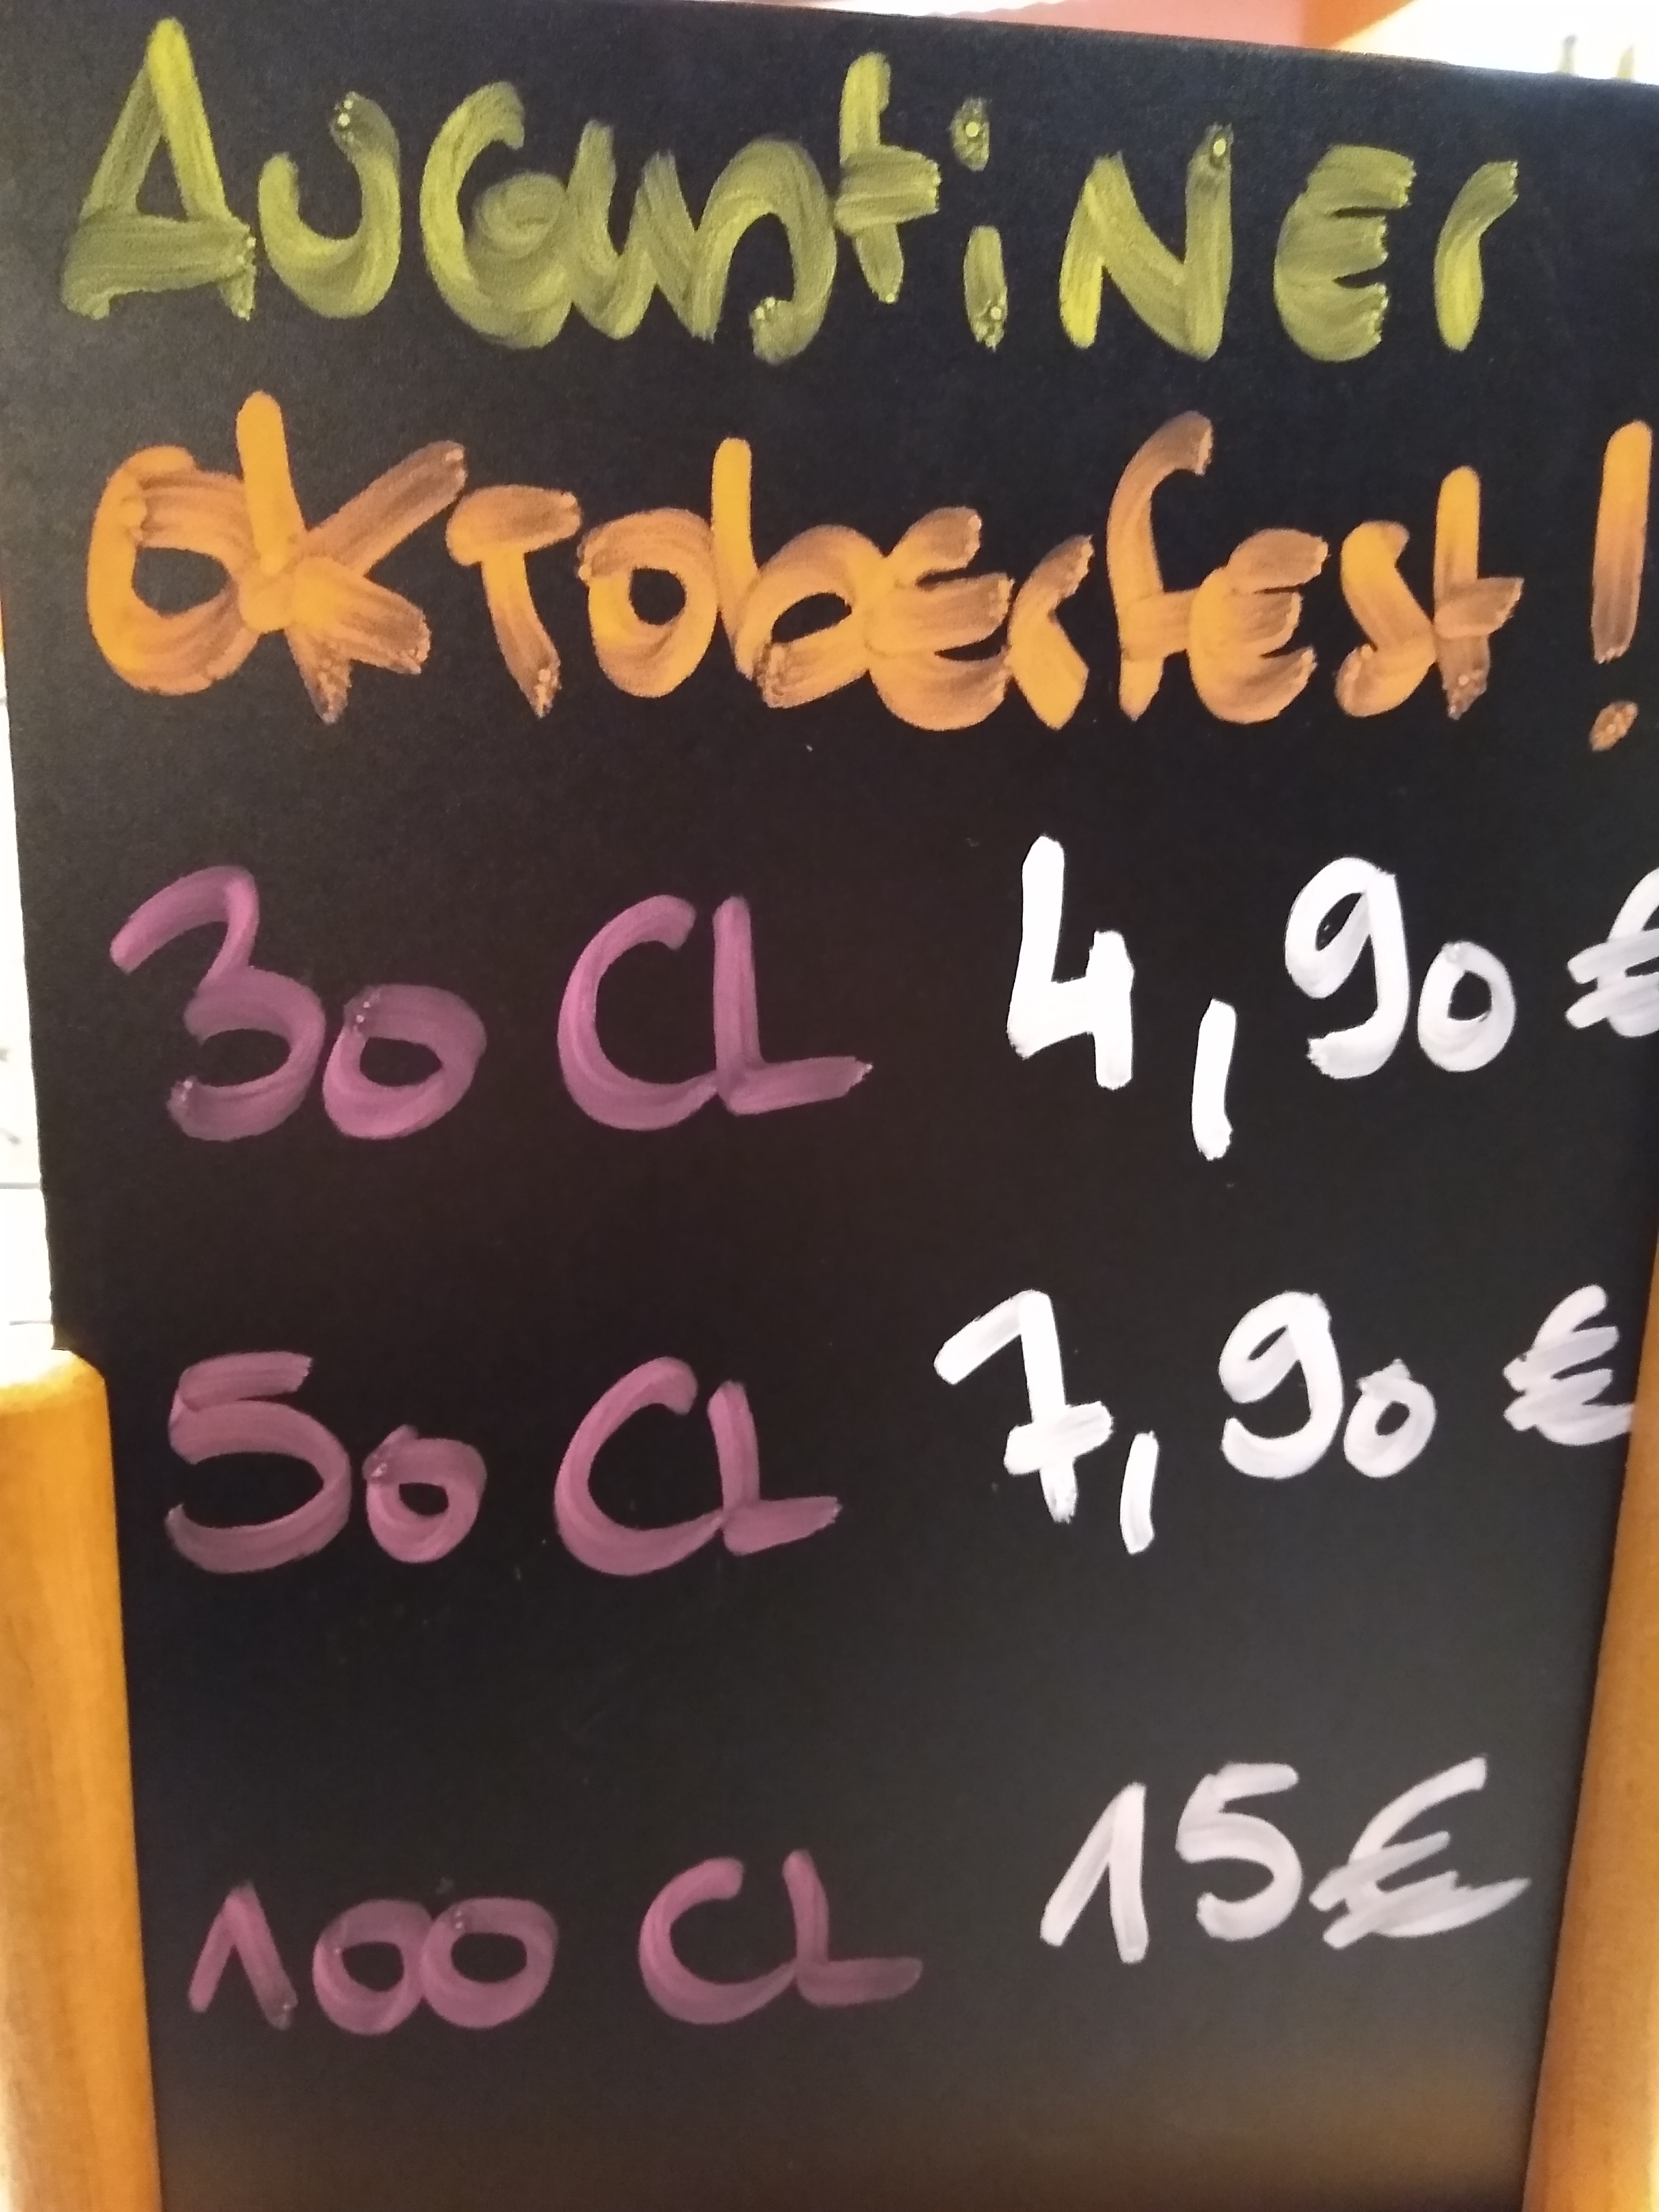 Augustiner
Oktoberfest!
30 CL 4,90 €
50 CL 7,90 €
100 CL 15€